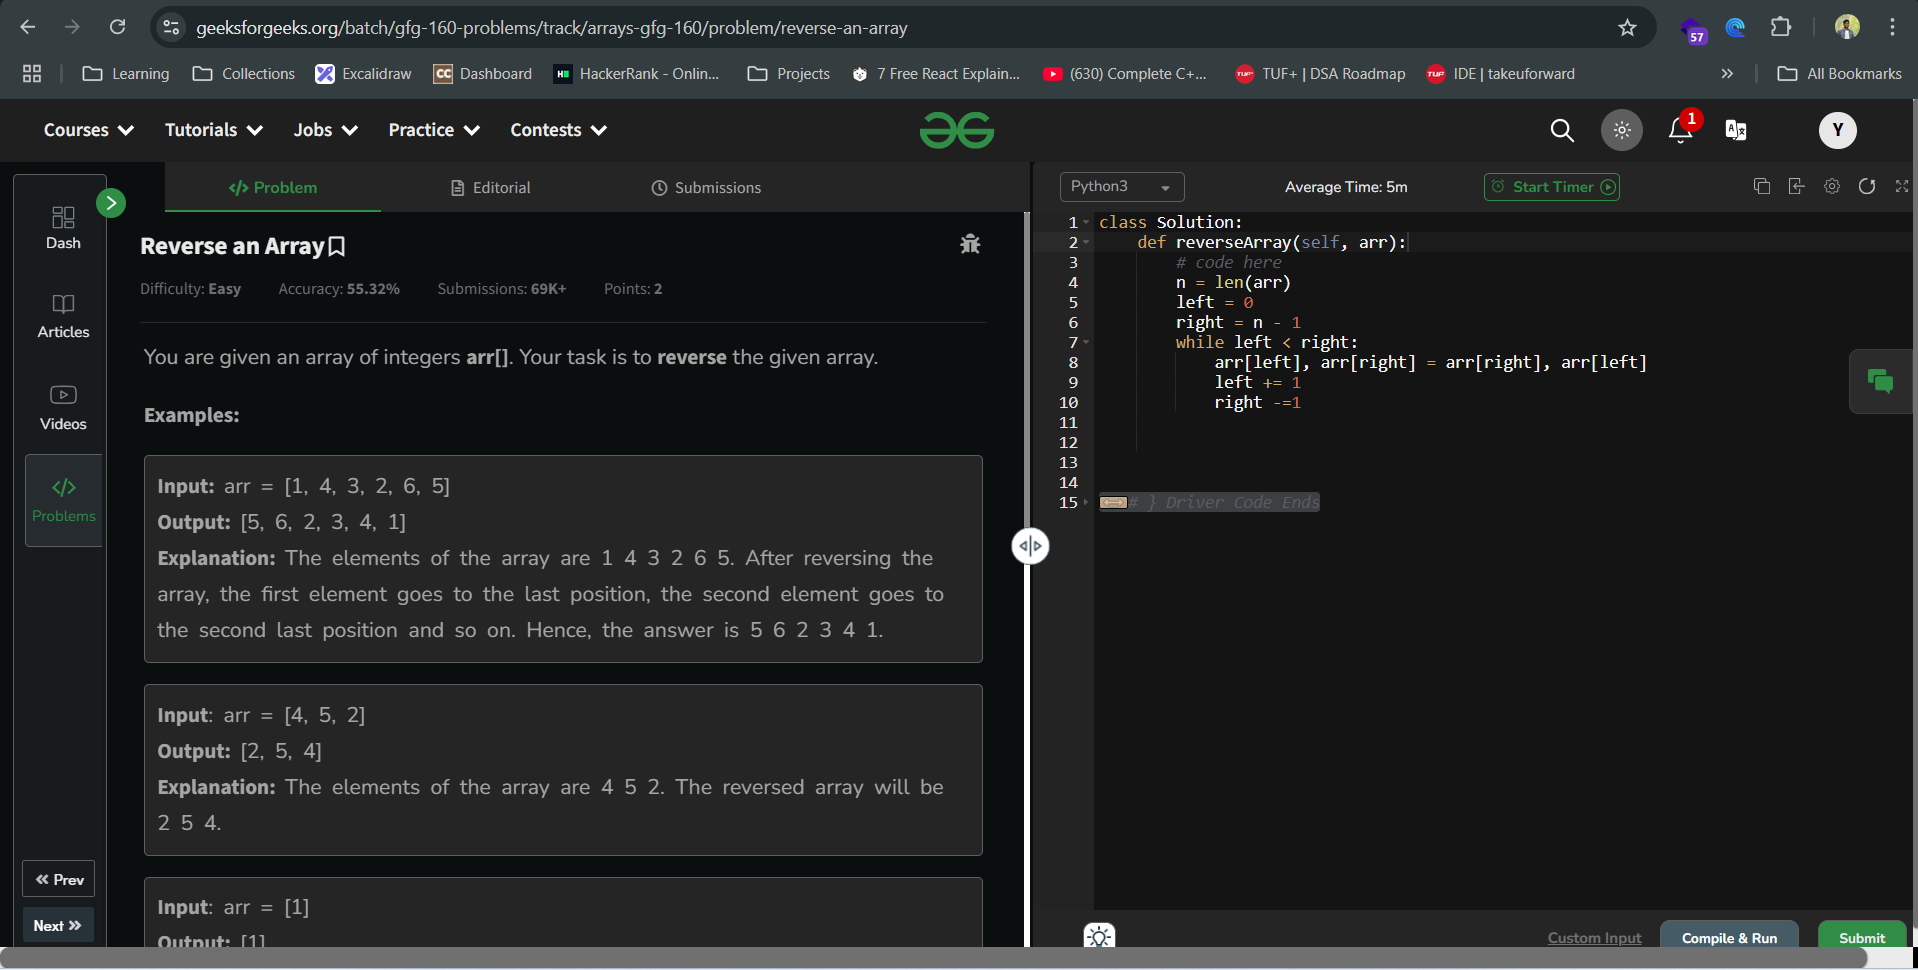 geeksforgeeks.org/batch/gfg-160-problems/track/arrays-gfg-160/problem/reverse-an-array
57
Learning Collections Excalidraw CC Dashboard HackerRank - Onlin... Projects 7 Free React Explain... (630) Complete C+... TUF+ | DSA Roadmap IDE | takeuforward » All Bookmarks
Courses Tutorials Jobs Practice Contests
1
Y
Dash
Articles
Videos
</>
Problems
« Prev
Next »
</> Problem Editorial Submissions
Reverse an Array
Difficulty: Easy Accuracy: 55.32% Submissions: 69K+ Points: 2
You are given an array of integers arr[]. Your task is to reverse the given array.
Examples:
Input: arr = [1, 4, 3, 2, 6, 5]
Output: [5, 6, 2, 3, 4, 1]
Explanation: The elements of the array are 1 4 3 2 6 5. After reversing the
array, the first element goes to the last position, the second element goes to
the second last position and so on. Hence, the answer is 5 6 2 3 4 1.
Input: arr = [4, 5, 2]
Output: [2, 5, 4]
Explanation: The elements of the array are 4 5 2. The reversed array will be
2 5 4.
Input: arr = [1]
Output: [1]
Python3 Average Time: 5m Start Timer
1 class Solution:
2 def reverseArray(self, arr):
3 # code here
4 n = len(arr)
5 left = 0
6 right = n - 1
7 while left < right:
8 arr[left], arr[right] = arr[right], arr[left]
9 left += 1
10 right -=1
11
12
13
14
15 # } Driver Code Ends
Custom Input Compile & Run Submit